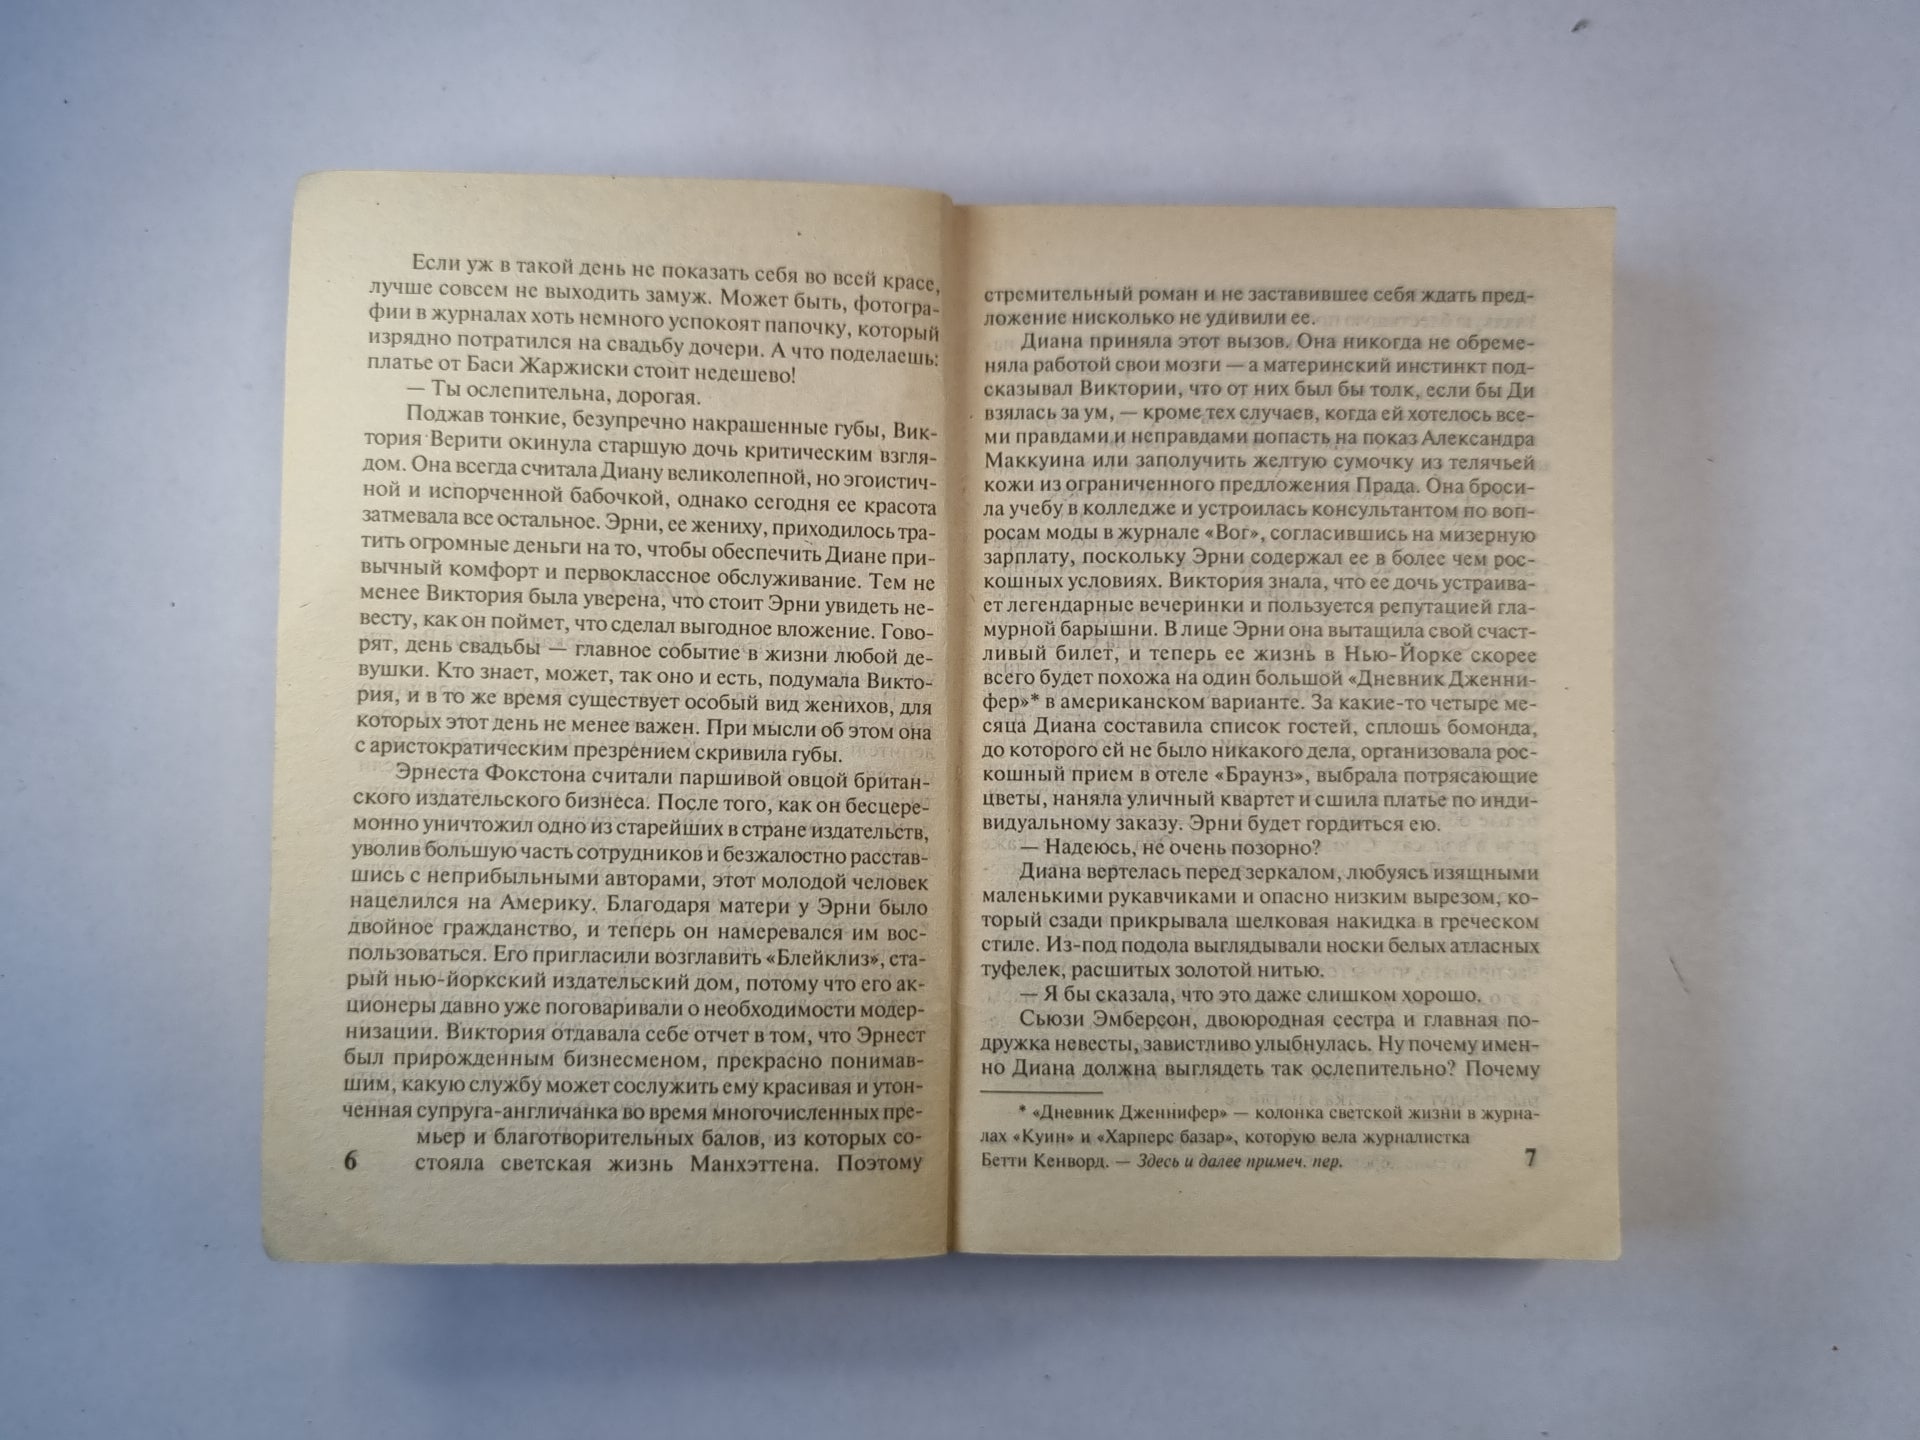 Если уж в такой день не показать себя во всей красе,
лучше совсем не выходить замуж. Может быть, фотогра-
фии в журналах хоть немного успокоят папочку, который
изрядно потратился на свадьбу дочери. А что поделаешь:
платье от Баси Жаржиски стоит недешево!
— Ты ослепительна, дорогая.
Поджав тонкие, безупречно накрашенные губы, Вик-
тория Верити окинула старшую дочь критическим взгля-
дом. Она всегда считала Диану великолепной, но эгоистич-
ной и испорченной бабочкой, однако сегодня ее красота
затмевала все остальное. Эрни, ее жениху, приходилось тра-
тить огромные деньги на то, чтобы обеспечить Диане при-
вычный комфорт и первоклассное обслуживание. Тем не
менее Виктория была уверена, что стоит Эрни увидеть не-
весту, как он поймет, что сделал выгодное вложение. Гово-
рят, день свадьбы — главное событие в жизни любой де-
вушки. Кто знает, может, так оно и есть, подумала Викто-
рия, и в то же время существует особый вид женихов, для
которых этот день не менее важен. При мысли об этом она
с аристократическим презрением скривила губы.
Эрнеста Фокстона считали паршивой овцой британ-
ского издательского бизнеса. После того, как он бесцере-
монно уничтожил одно из старейших в стране издательств,
уволив большую часть сотрудников и безжалостно расстав-
шись с неприбыльными авторами, этот молодой человек
нацелился на Америку. Благодаря матери у Эрни было
двойное гражданство, и теперь он намеревался им вос-
пользоваться. Его пригласили возглавить «Блейклиз», ста-
рый нью-йоркский издательский дом, потому что его ак-
ционеры давно уже поговаривали о необходимости модер-
низации. Виктория отдавала себе отчет в том, что Эрнест
был прирожденным бизнесменом, прекрасно понимав-
шим, какую службу может сослужить ему красивая и утон-
ченная супруга-англичанка во время многочисленных пре-
мьер и благотворительных балов, из которых со-
6 стояла светская жизнь Манхэттена. Поэтому
стремительный роман и не заставившее себя ждать пред-
ложение нисколько не удивили ее.
Диана приняла этот вызов. Она никогда не обреме-
няла работой свои мозги — а материнский инстинкт под-
сказывал Виктории, что от них был бы толк, если бы Ди
взялась за ум, — кроме тех случаев, когда ей хотелось все-
ми правдами и неправдами попасть на показ Александра
Маккуина или заполучить желтую сумочку из телячьей
кожи из ограниченного предложения Прада. Она броси-
ла учебу в колледже и устроилась консультантом по воп-
росам моды в журнале «Вог», согласившись на мизерную
зарплату, поскольку Эрни содержал ее в более чем рос-
кошных условиях. Виктория знала, что ее дочь устраива-
ет легендарные вечеринки и пользуется репутацией гла-
мурной барышни. В лице Эрни она вытащила свой счаст-
ливый билет, и теперь ее жизнь в Нью-Йорке скорее
всего будет похожа на один большой «Дневник Дженни-
фер»* в американском варианте. За какие-то четыре ме-
сяца Диана составила список гостей, сплошь бомонда,
до которого ей не было никакого дела, организовала рос-
кошный прием в отеле «Браунз», выбрала потрясающие
цветы, наняла уличный квартет и сшила платье по инди-
видуальному заказу. Эрни будет гордиться ею.
— Надеюсь, не очень позорно?
Диана вертелась перед зеркалом, любуясь изящными
маленькими рукавчиками и опасно низким вырезом, ко-
торый сзади прикрывала шелковая накидка в греческом
стиле. Из-под подола выглядывали носки белых атласных
туфелек, расшитых золотой нитью.
— Я бы сказала, что это даже слишком хорошо.
Сьюзи Эмберсон, двоюродная сестра и главная по-
дружка невесты, завистливо улыбнулась. Ну почему имен-
но Диана должна выглядеть так ослепительно? Почему
* «Дневник Дженнифер» — колонка светской жизни в журна-
лах «Куин» и «Харперс базар», которую вела журналистка
Бетти Кенворд. — Здесь и далее примеч. пер. 7